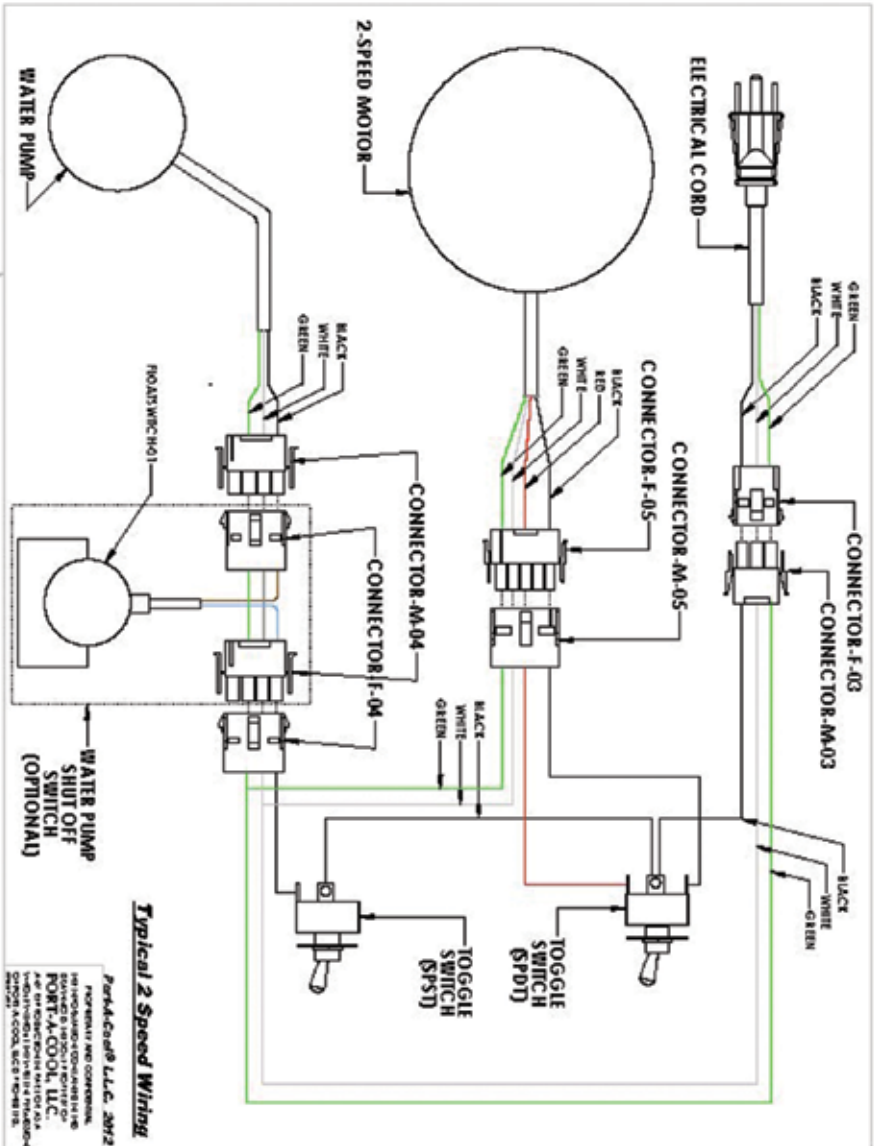 ELECTRICAL CORD
GREEN
WHITE
BLACK
CONNECTOR-F-03
CONNECTOR-M-03
BLACK
WHITE
GREEN
2-SPEED MOTOR
BLACK
RED
WHITE
GREEN
CONNECTOR-F-05
CONNECTOR-M-05
TOGGLE
SWITCH
(SPDT)
BLACK
WHITE
GREEN
WATER PUMP
BLACK
WHITE
GREEN
CONNECTOR-M-04
CONNECTOR-F-04
TOGGLE
SWITCH
(SPST)
FLOATSWITCH-01
WATER PUMP
SHUT OFF
SWITCH
(OPTIONAL)
Typical 2 Speed Wiring
Port-A-Cool® L.L.C. 2012
PROPRIETARY AND CONFIDENTIAL
PORT-A-COOL, LLC.